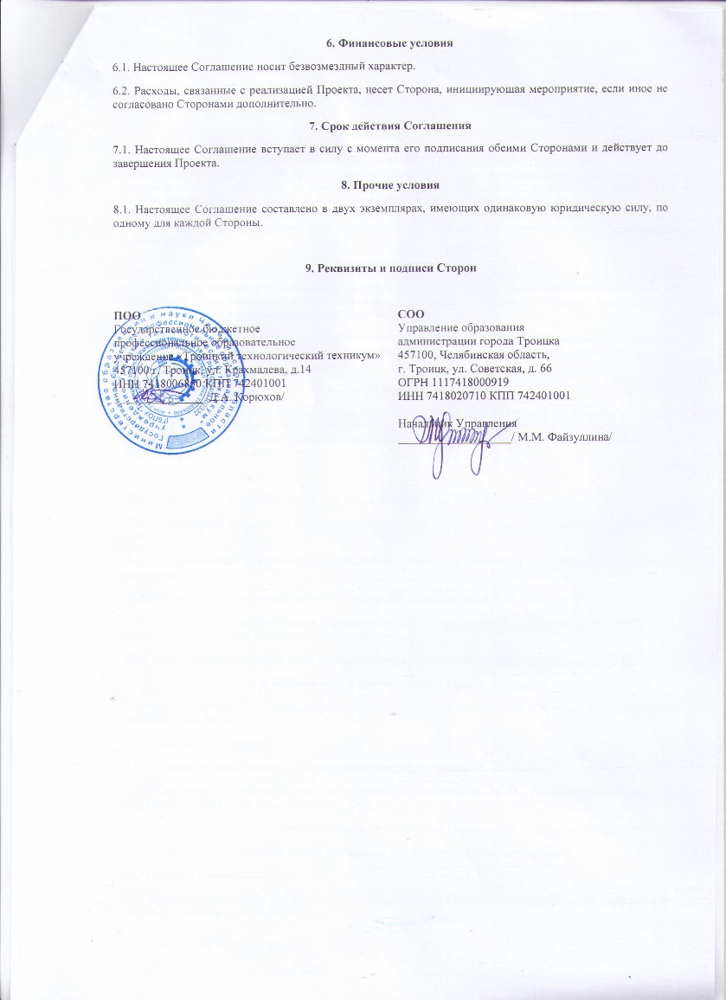 6. Финансовые условия
6.1. Настоящее Соглашение носит безвозмездный характер.
6.2. Расходы, связанные с реализацией Проекта, несет Сторона, инициирующая мероприятие, если иное не
согласовано Сторонами дополнительно.
7. Срок действия Соглашения
7.1. Настоящее Соглашение вступает в силу с момента его подписания обеими Сторонами и действует до
завершения Проекта.
8. Прочие условия
8.1. Настоящее Соглашение составлено в двух экземплярах, имеющих одинаковую юридическую силу, по
одному для каждой Стороны.
9. Реквизиты и подписи Сторон
ПОО
Государственное бюджетное
профессиональное образовательное
учреждение «Троицкий технологический техникум»
457100 г. Троицк, ул. Крахмалева, д.14
ИНН 7418006850 КПП 742401001
Корюхов/
СОО
Управление образования
администрации города Троицка
457100, Челябинская область,
г. Троицк, ул. Советская, д. 66
ОГРН 1117418000919
ИНН 7418020710 КПП 742401001
Начальник Управления
/ М.М. Файзуллина/